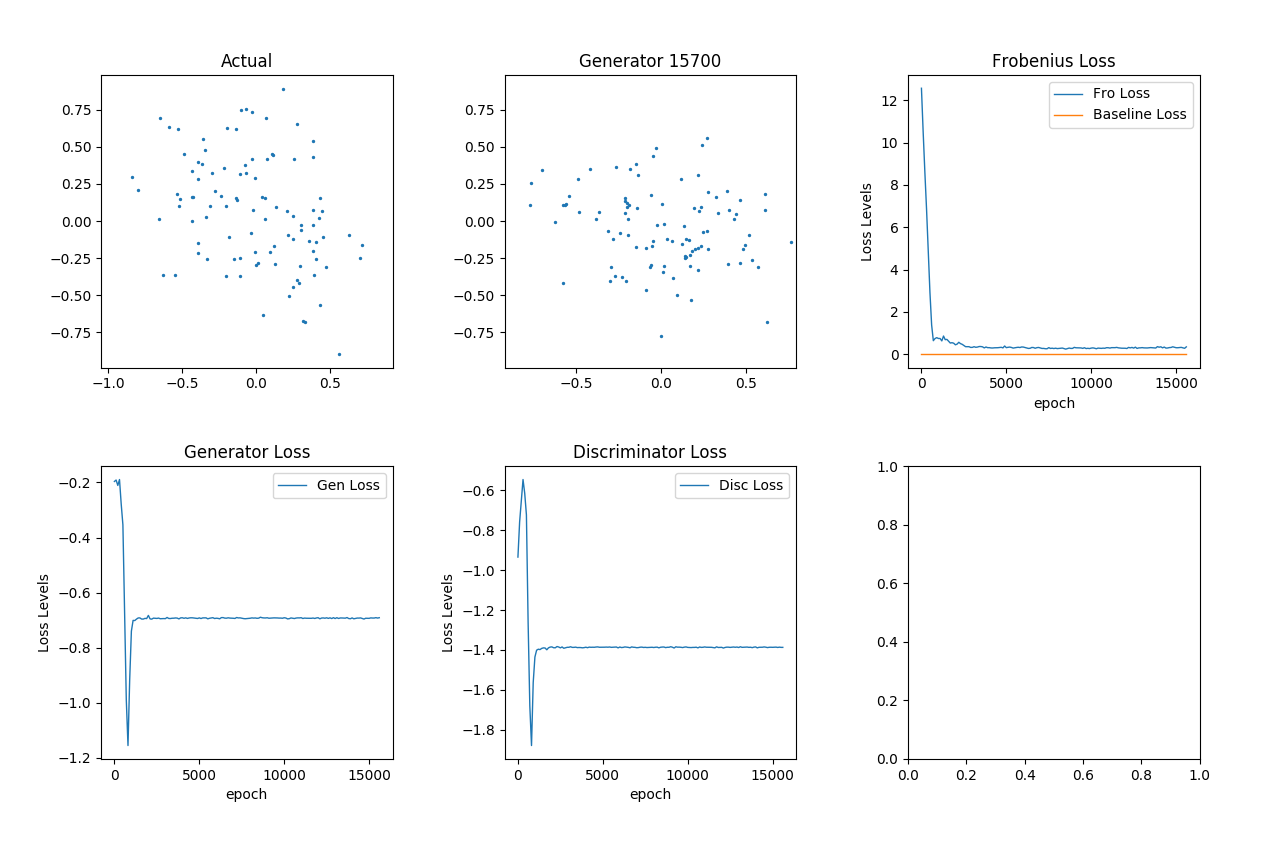 Actual
0.75
0.50
0.25
0.00
−0.25
−0.50
−0.75
−1.0 −0.5 0.0 0.5
Generator 15700
0.75
0.50
0.25
0.00
−0.25
−0.50
−0.75
−0.5 0.0 0.5
Frobenius Loss
Fro Loss
Baseline Loss
Loss Levels
12
10
8
6
4
2
0
0 5000 10000 15000
epoch
Generator Loss
Gen Loss
Loss Levels
−0.2
−0.4
−0.6
−0.8
−1.0
−1.2
0 5000 10000 15000
epoch
Discriminator Loss
Disc Loss
Loss Levels
−0.6
−0.8
−1.0
−1.2
−1.4
−1.6
−1.8
0 5000 10000 15000
epoch
1.0
0.8
0.6
0.4
0.2
0.0
0.0 0.2 0.4 0.6 0.8 1.0